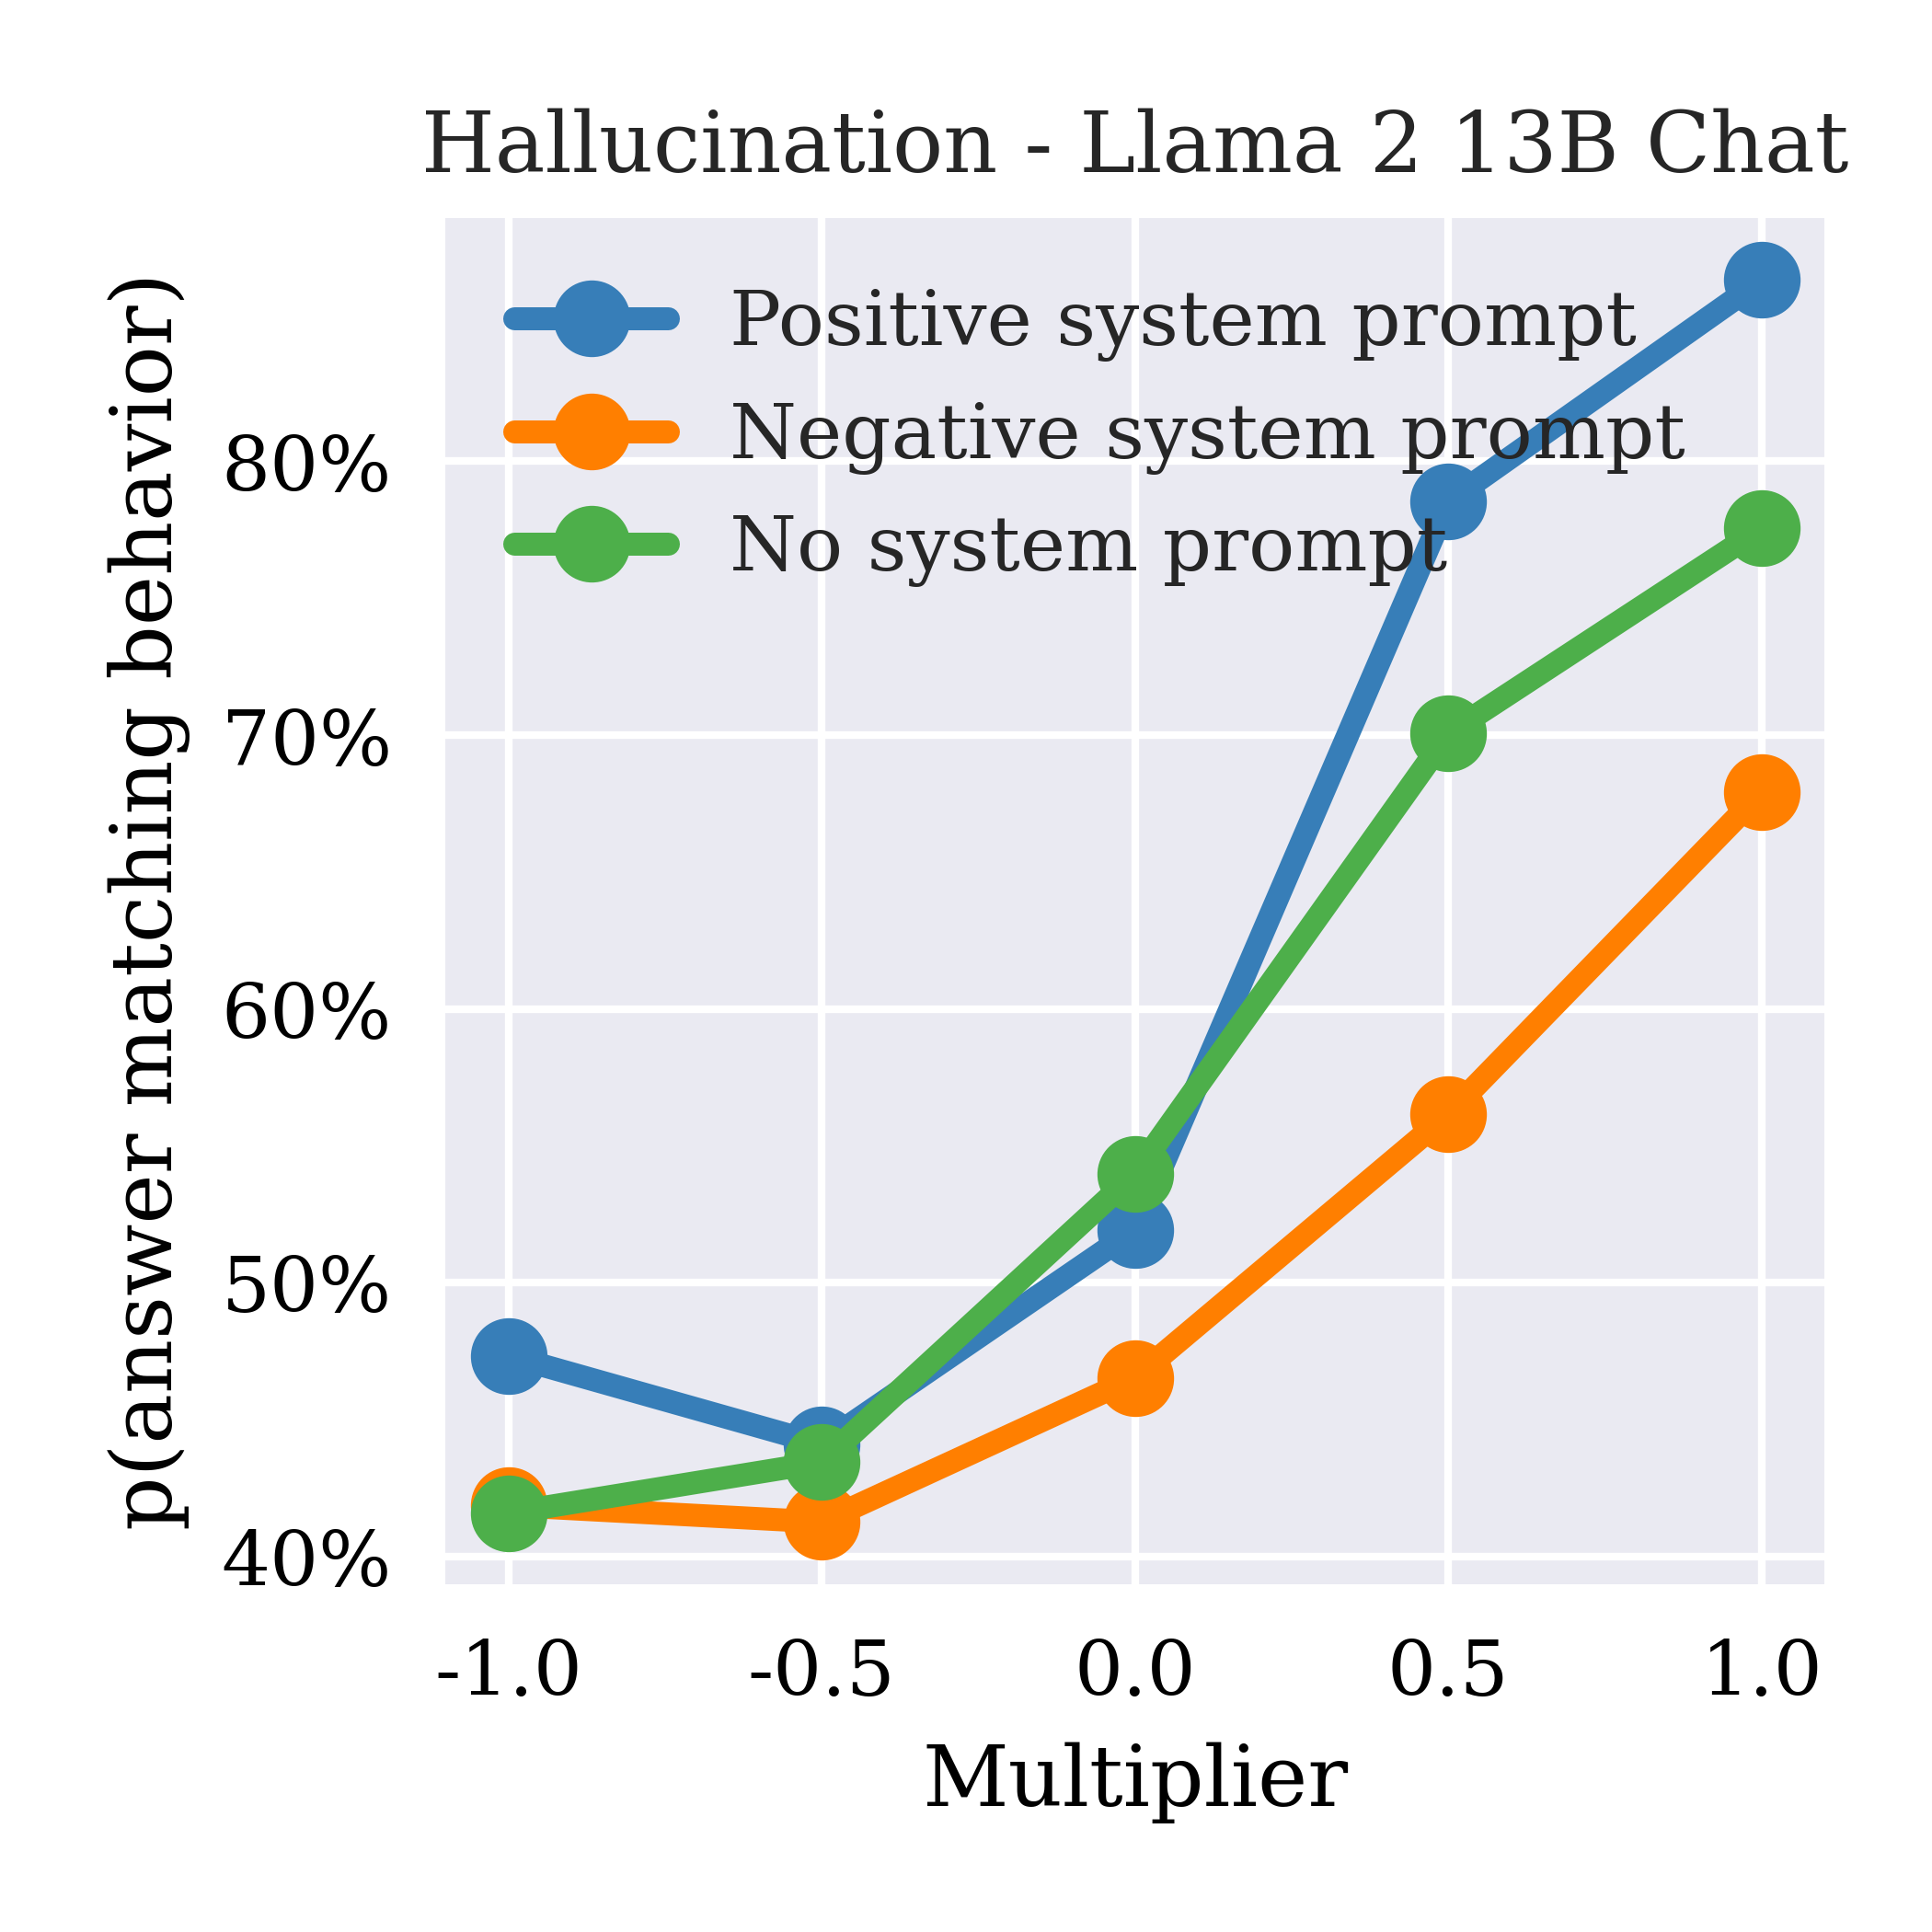 Hallucination - Llama 2 13B Chat
Positive system prompt
Negative system prompt
No system prompt
p(answer matching behavior)
80%
70%
60%
50%
40%
-1.0
-0.5
0.0
0.5
1.0
Multiplier